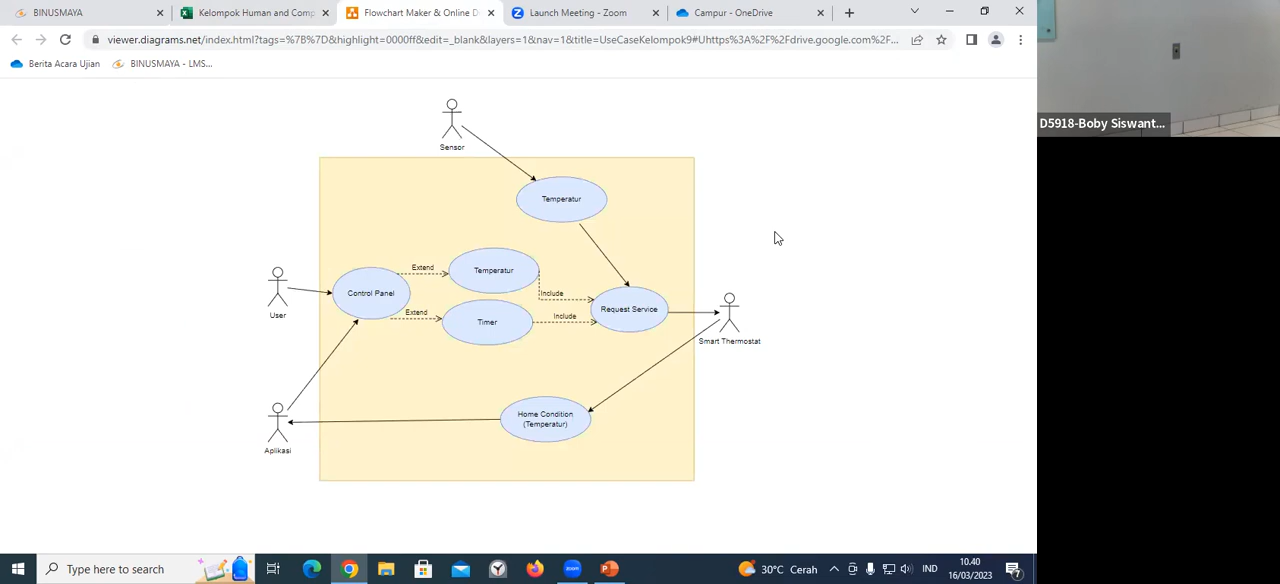 BINUSMAYA
Kelompok Human and Comp
Flowchart Maker & Online D
Launch Meeting - Zoom
Campur - OneDrive
viewer.diagrams.net/index.html?tags=%7B%7D&highlight=0000ff&edit=_blank&layers=1&nav=1&title=UseCaseKelompok9#Uhttps%3A%2F%2Fdrive.google.com%2F...
Berita Acara Ujian
BINUSMAYA - LMS...
D5918-Boby Siswant...
Sensor
Temperatur
User
Control Panel
Extend
Temperatur
Include
Extend
Timer
Include
Request Service
Smart Thermostat
Home Condition
(Temperatur)
Aplikasi
Type here to search
zoom
30°C Cerah
IND
10.40
16/03/2023
7